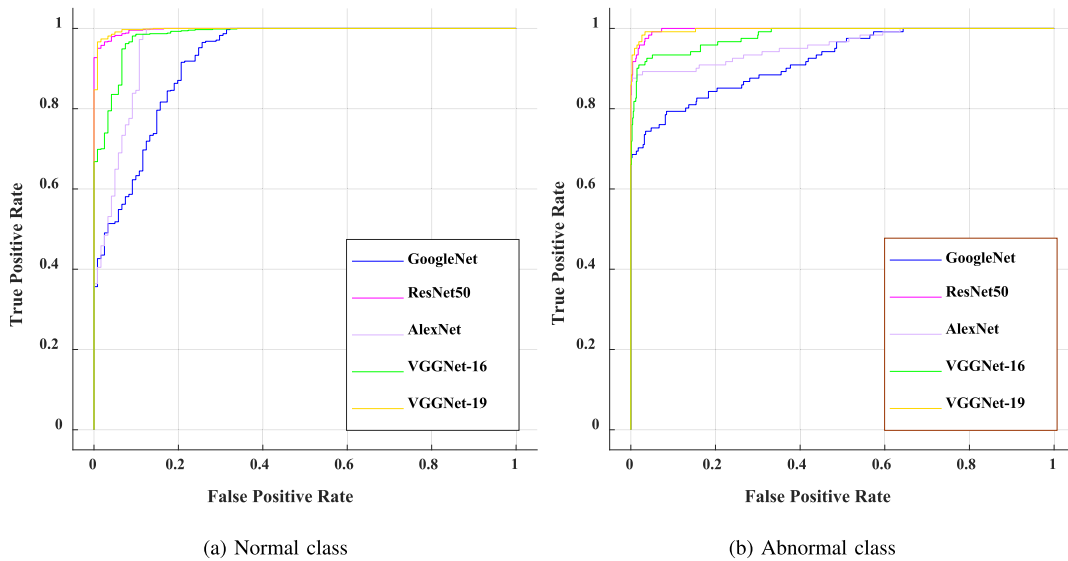 1
0.8
0.6
0.4
0.2
0
True Positive Rate
GoogleNet
ResNet50
AlexNet
VGGNet-16
VGGNet-19
0 0.2 0.4 0.6 0.8 1
False Positive Rate
(a) Normal class
1
0.8
0.6
0.4
0.2
0
True Positive Rate
GoogleNet
ResNet50
AlexNet
VGGNet-16
VGGNet-19
0 0.2 0.4 0.6 0.8 1
False Positive Rate
(b) Abnormal class